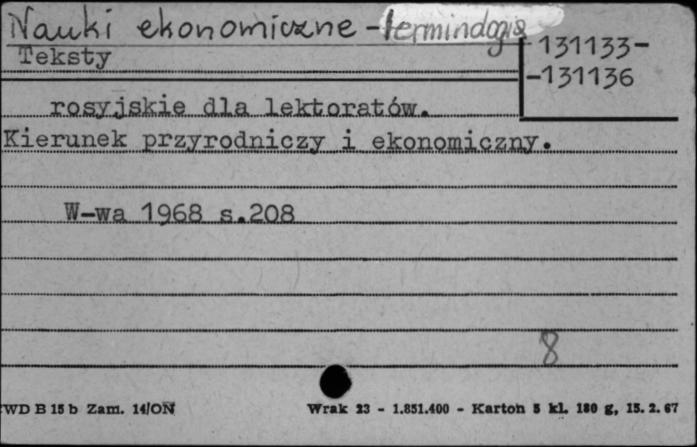 Nauki ekonomiczne - terminologia
131133-
-131136
Teksty
rosyjskie dla lektoratów.
Kierunek przyrodniczy i ekonomiczny.
W-wa 1968 s.208
8
WD B 15 b Zam. 14/ON Wrak 23 - 1.851.400 - Karton 5 kl. 180 g, 15. 2. 67